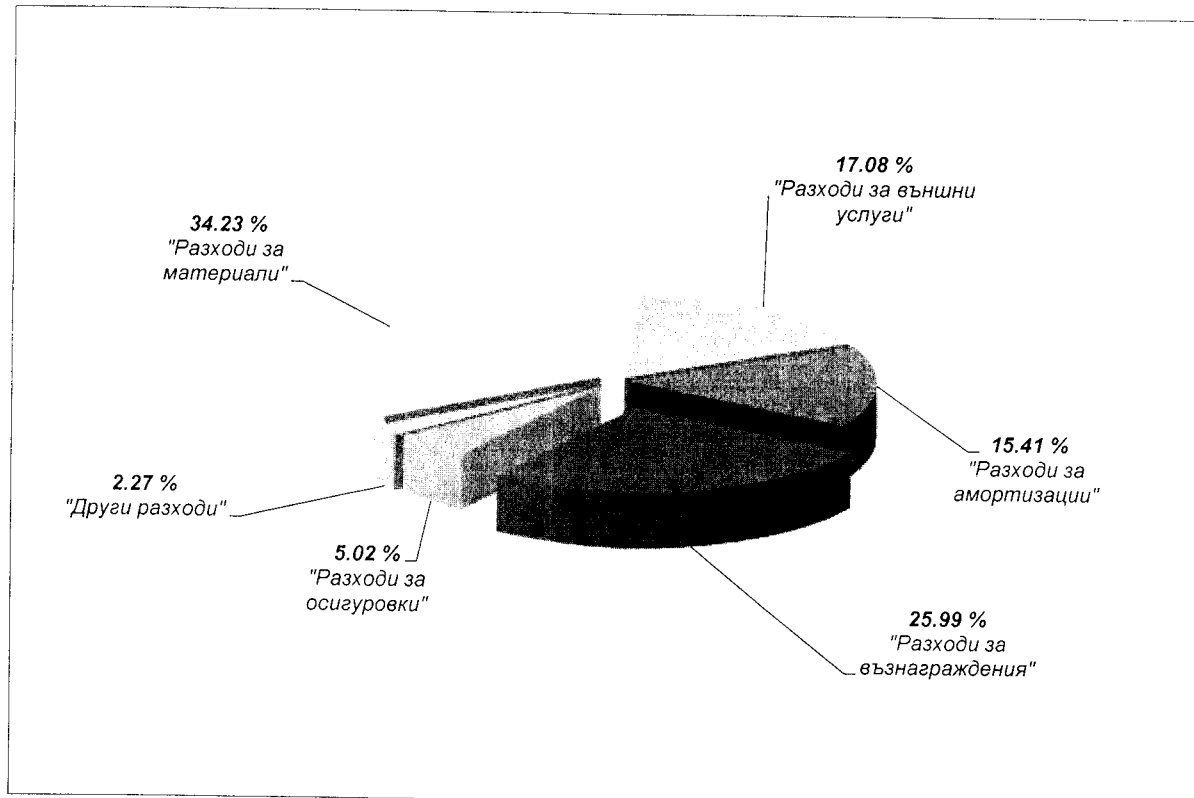 17.08 %
"Разходи за външни
услуги"
34.23 %
"Разходи за
материали"
15.41 %
"Разходи за
амортизации"
2.27 %
"Други разходи"
5.02 %
"Разходи за
осигуровки"
25.99 %
"Разходи за
възнаграждения"